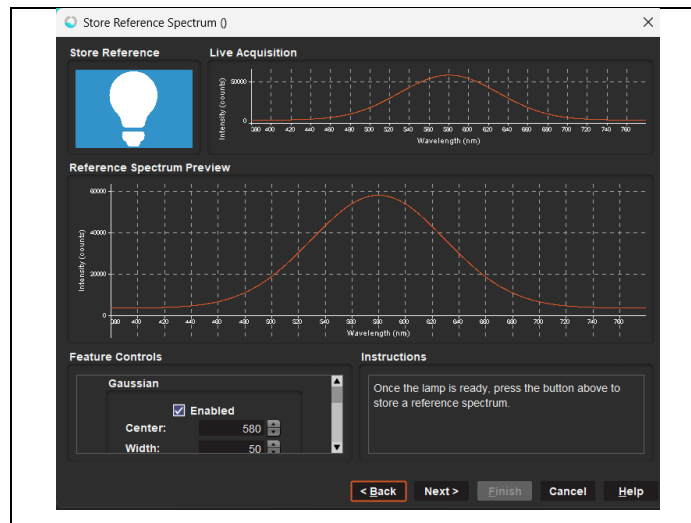 Store Reference Spectrum ()
Store Reference
Live Acquisition
Intensity (counts)
50000
0
380 400 420 440 460 480 500 520 540 560 580 600 620 640 660 680 700 720 740 760
Wavelength (nm)
Reference Spectrum Preview
Intensity (counts)
60000
40000
20000
0
380 400 420 440 460 480 500 520 540 560 580 600 620 640 660 680 700 720 740 760
Wavelength (nm)
Feature Controls
Gaussian
Enabled
Center: 580
Width: 50
Instructions
Once the lamp is ready, press the button above to
store a reference spectrum.
< Back Next > Finish Cancel Help